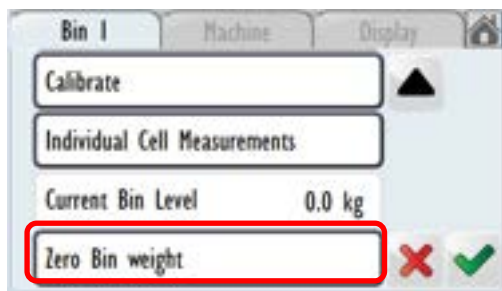 Bin 1 Machine Display
Calibrate
Individual Cell Measurements
Current Bin Level 0.0 kg
Zero Bin weight